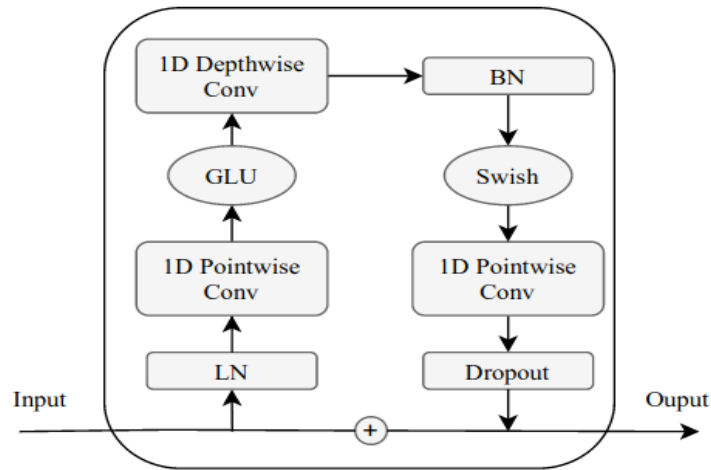 1D Depthwise
Conv
BN
GLU
Swish
1D Pointwise
Conv
1D Pointwise
Conv
LN
Dropout
Input
Ouput
+